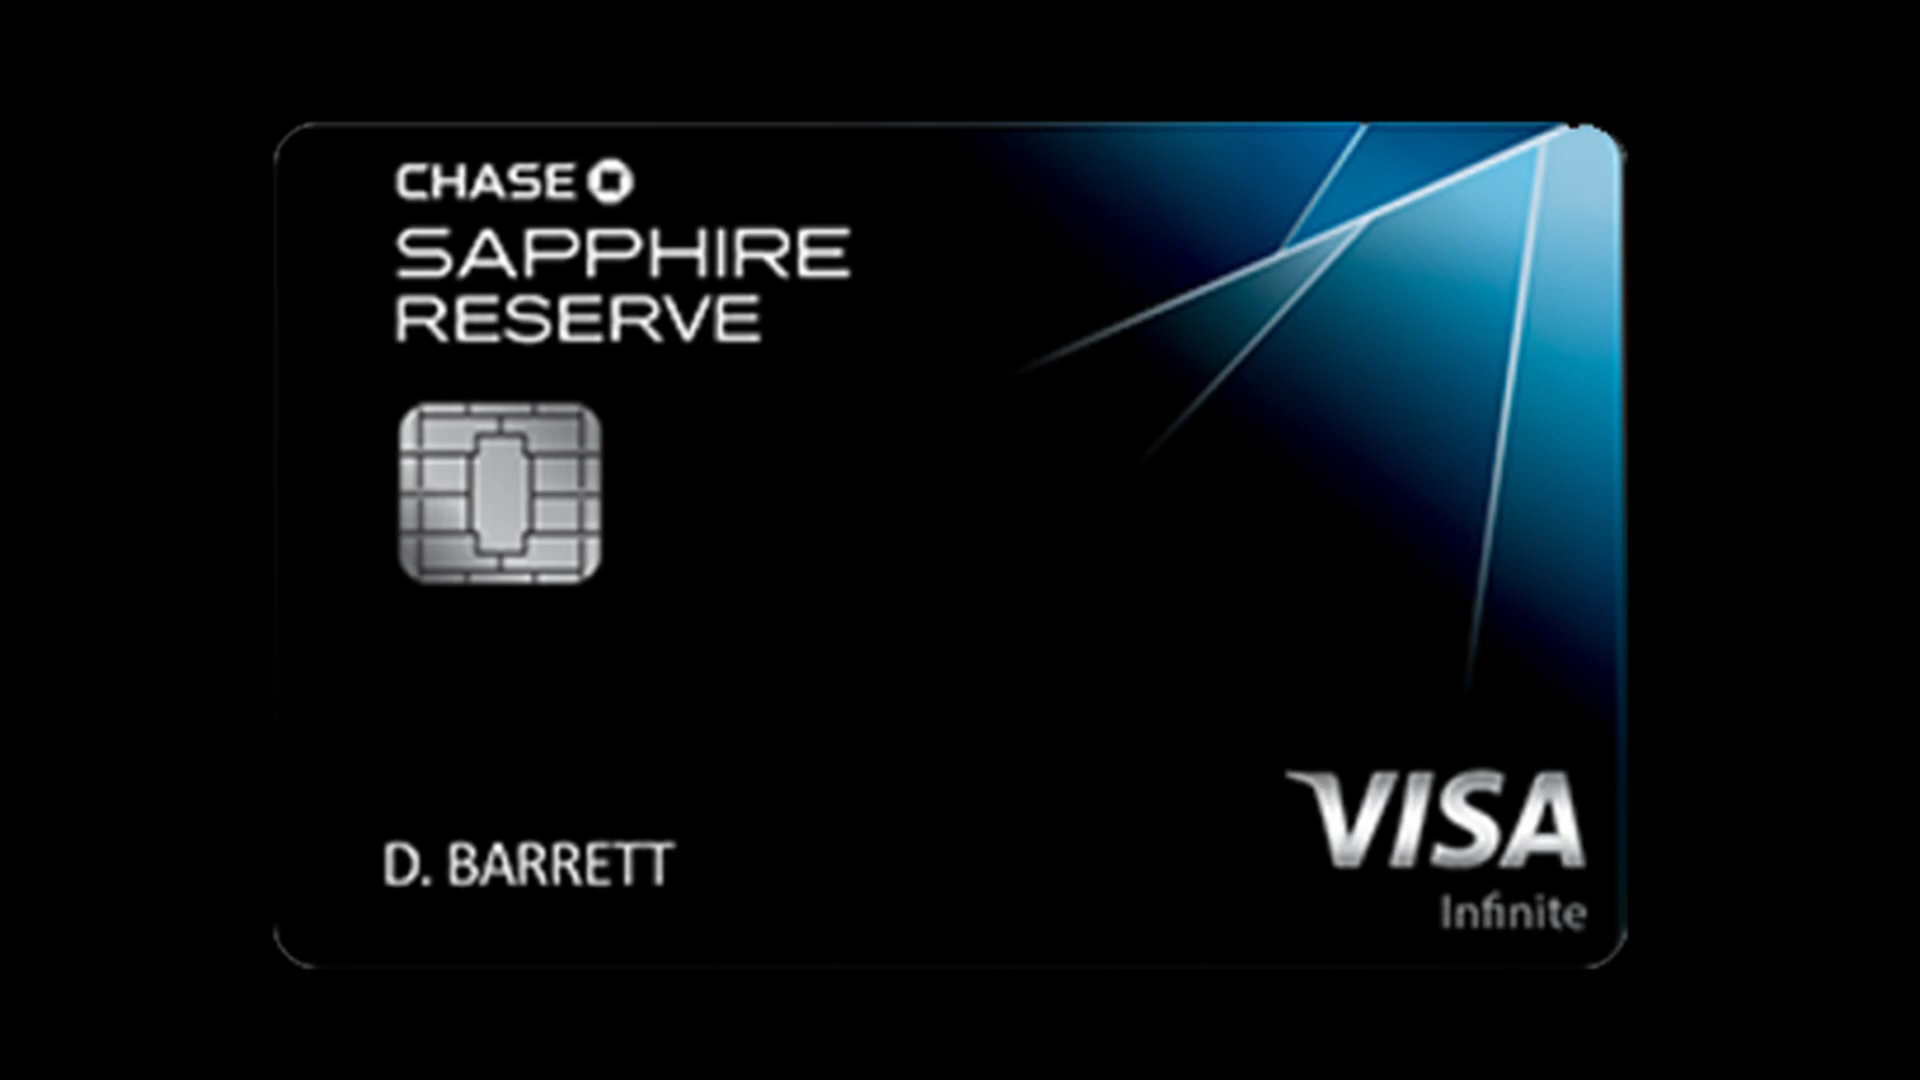 CHASE
SAPPHIRE
RESERVE
D. BARRETT
VISA
Infinite